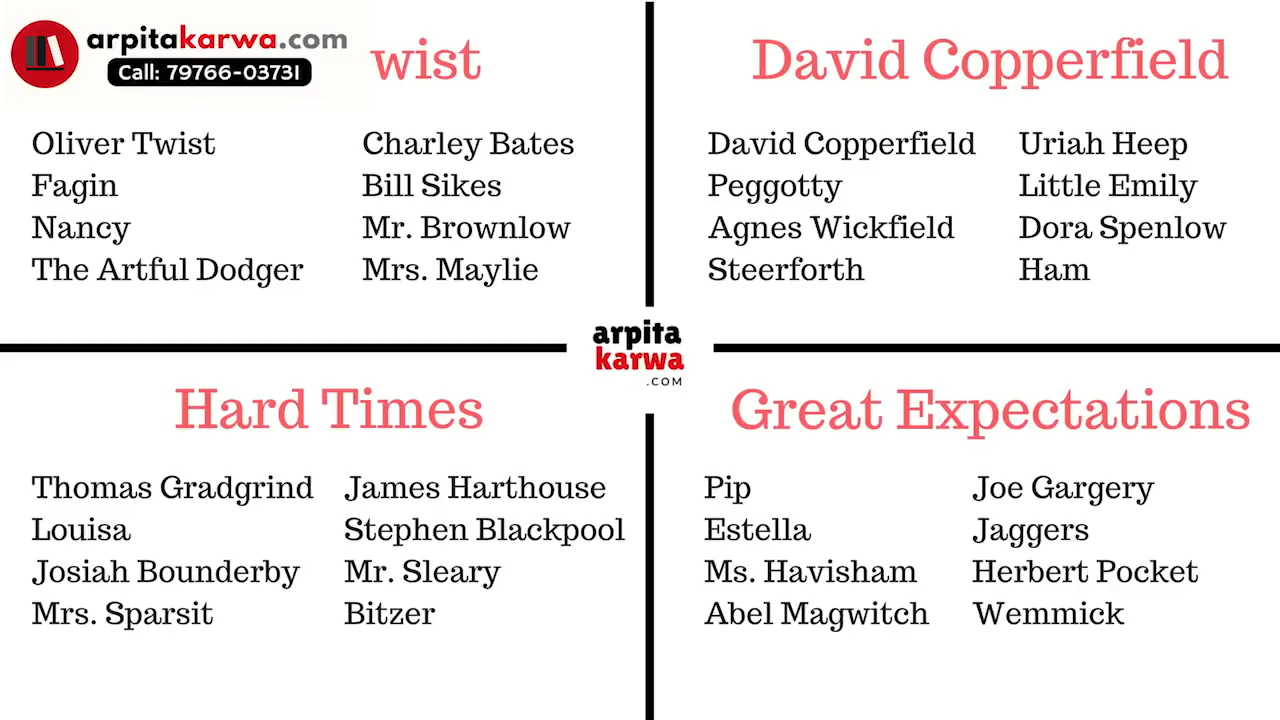 arpitakarwa.com
Call: 79766-03731
wist
Oliver Twist
Fagin
Nancy
The Artful Dodger
Charley Bates
Bill Sikes
Mr. Brownlow
Mrs. Maylie
David Copperfield
David Copperfield
Peggotty
Agnes Wickfield
Steerforth
Uriah Heep
Little Emily
Dora Spenlow
Ham
arpita
karwa
.COM
Hard Times
Thomas Gradgrind
Louisa
Josiah Bounderby
Mrs. Sparsit
James Harthouse
Stephen Blackpool
Mr. Sleary
Bitzer
Great Expectations
Pip
Estella
Ms. Havisham
Abel Magwitch
Joe Gargery
Jaggers
Herbert Pocket
Wemmick